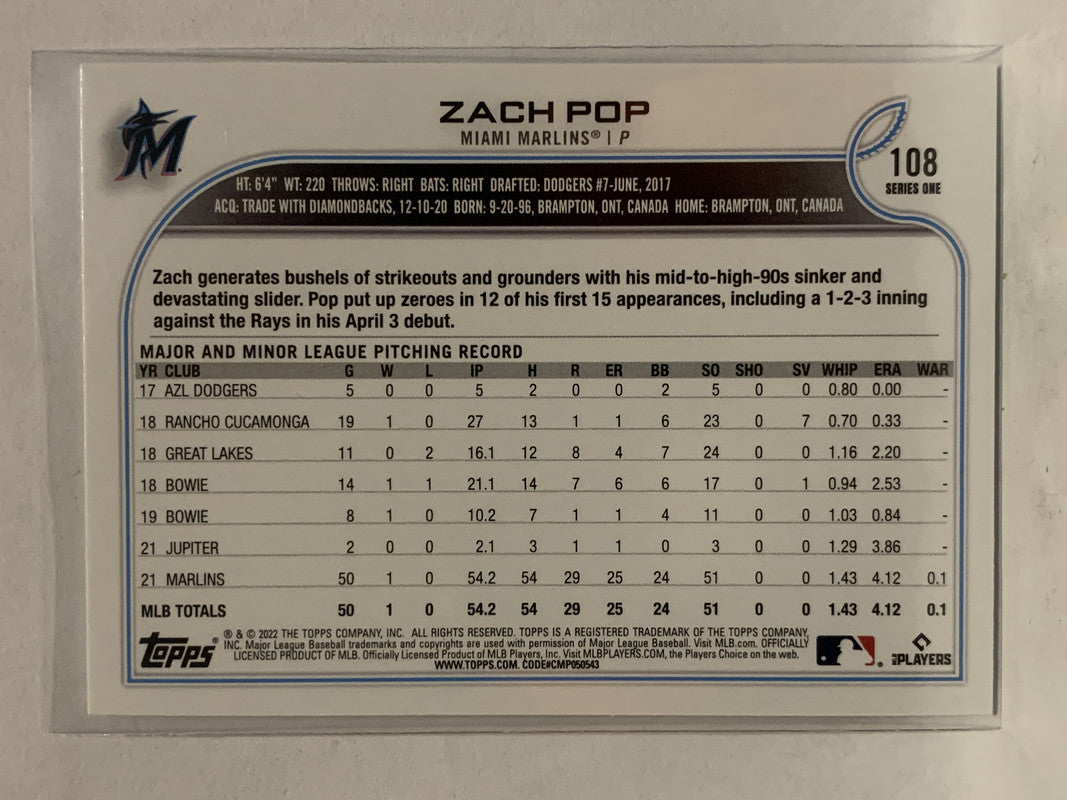 ZACH POP
MIAMI MARLINS® | P
108
SERIES ONE
HT: 6'4" WT: 220 THROWS: RIGHT BATS: RIGHT DRAFTED: DODGERS #7-JUNE, 2017
ACQ: TRADE WITH DIAMONDBACKS, 12-10-20 BORN: 9-20-96, BRAMPTON, ONT, CANADA HOME: BRAMPTON, ONT, CANADA
Zach generates bushels of strikeouts and grounders with his mid-to-high-90s sinker and
devastating slider. Pop put up zeroes in 12 of his first 15 appearances, including a 1-2-3 inning
against the Rays in his April 3 debut.
MAJOR AND MINOR LEAGUE PITCHING RECORD
YR CLUB G W L IP H R ER BB SO SHO SV WHIP ERA WAR
17 AZL DODGERS 5 0 0 5 2 0 0 2 5 0 0 0.80 0.00 -
18 RANCHO CUCAMONGA 19 1 0 27 13 1 1 6 23 0 7 0.70 0.33 -
18 GREAT LAKES 11 0 2 16.1 12 8 4 7 24 0 0 1.16 2.20 -
18 BOWIE 14 1 1 21.1 14 7 6 6 17 0 1 0.94 2.53 -
19 BOWIE 8 1 0 10.2 7 1 1 4 11 0 0 1.03 0.84 -
21 JUPITER 2 0 0 2.1 3 1 1 0 3 0 0 1.29 3.86 -
21 MARLINS 50 1 0 54.2 54 29 25 24 51 0 0 1.43 4.12 0.1
MLB TOTALS 50 1 0 54.2 54 29 25 24 51 0 0 1.43 4.12 0.1
Topps®
® & © 2022 THE TOPPS COMPANY, INC. ALL RIGHTS RESERVED. TOPPS IS A REGISTERED TRADEMARK OF THE TOPPS COMPANY,
INC. Major League Baseball trademarks and copyrights are used with permission of Major League Baseball. Visit MLB.com. OFFICIALLY
LICENSED PRODUCT OF MLB. Officially Licensed Product of MLB Players, Inc. Visit MLBPLAYERS.COM, the Players Choice on the web.
WWW.TOPPS.COM. CODE#CMP050543
MLB PLAYERS